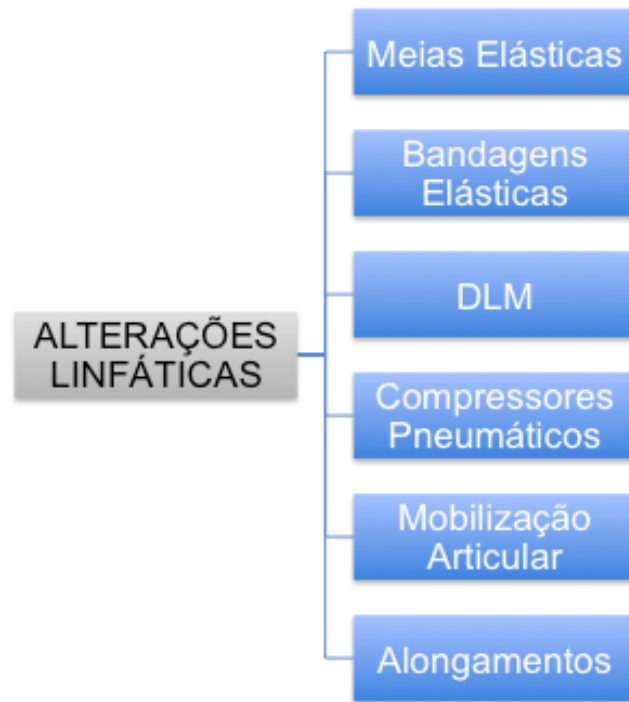 Meias Elásticas
Bandagens
Elásticas
DLM
ALTERAÇÕES
LINFÁTICAS
Compressores
Pneumáticos
Mobilização
Articular
Alongamentos